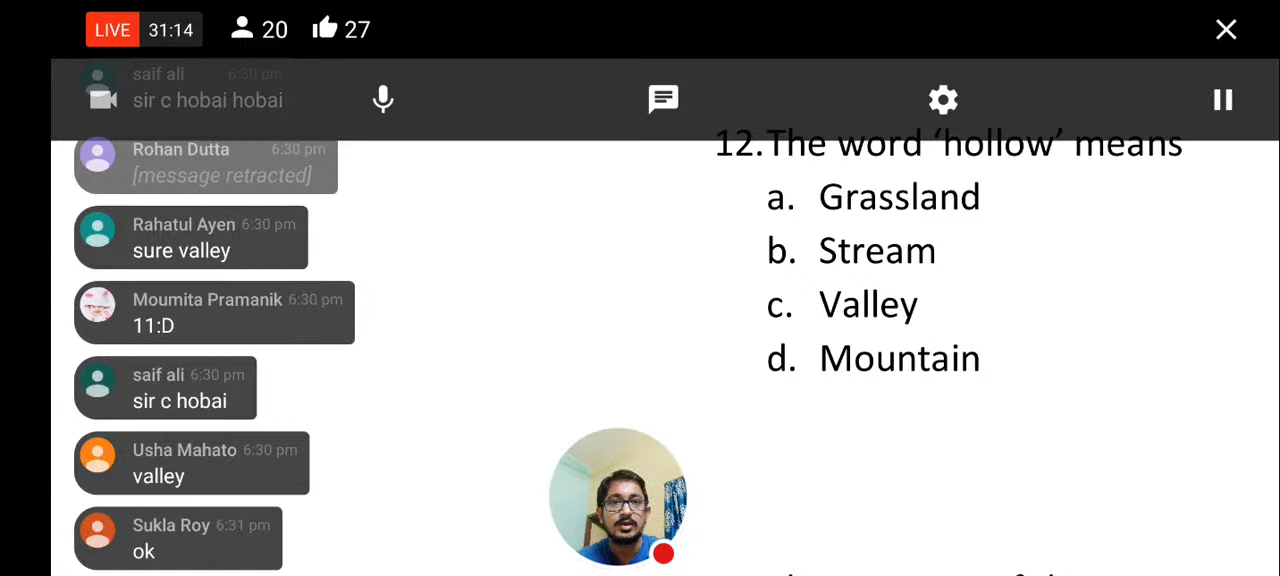 LIVE 31:14 20 27
saif ali 6:30 pm
sir c hobai hobai
Rohan Dutta 6:30 pm
[message retracted]
Rahatul Ayen 6:30 pm
sure valley
Moumita Pramanik 6:30 pm
11:D
saif ali 6:30 pm
sir c hobai
Usha Mahato 6:30 pm
valley
Sukla Roy 6:31 pm
ok
12. The word ‘hollow’ means
a. Grassland
b. Stream
c. Valley
d. Mountain